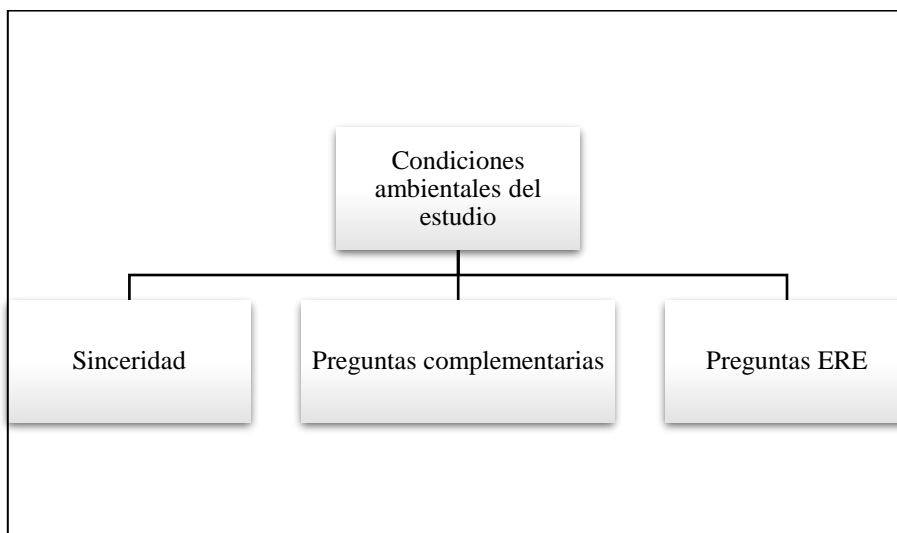 Condiciones
ambientales del
estudio
Sinceridad
Preguntas complementarias
Preguntas ERE